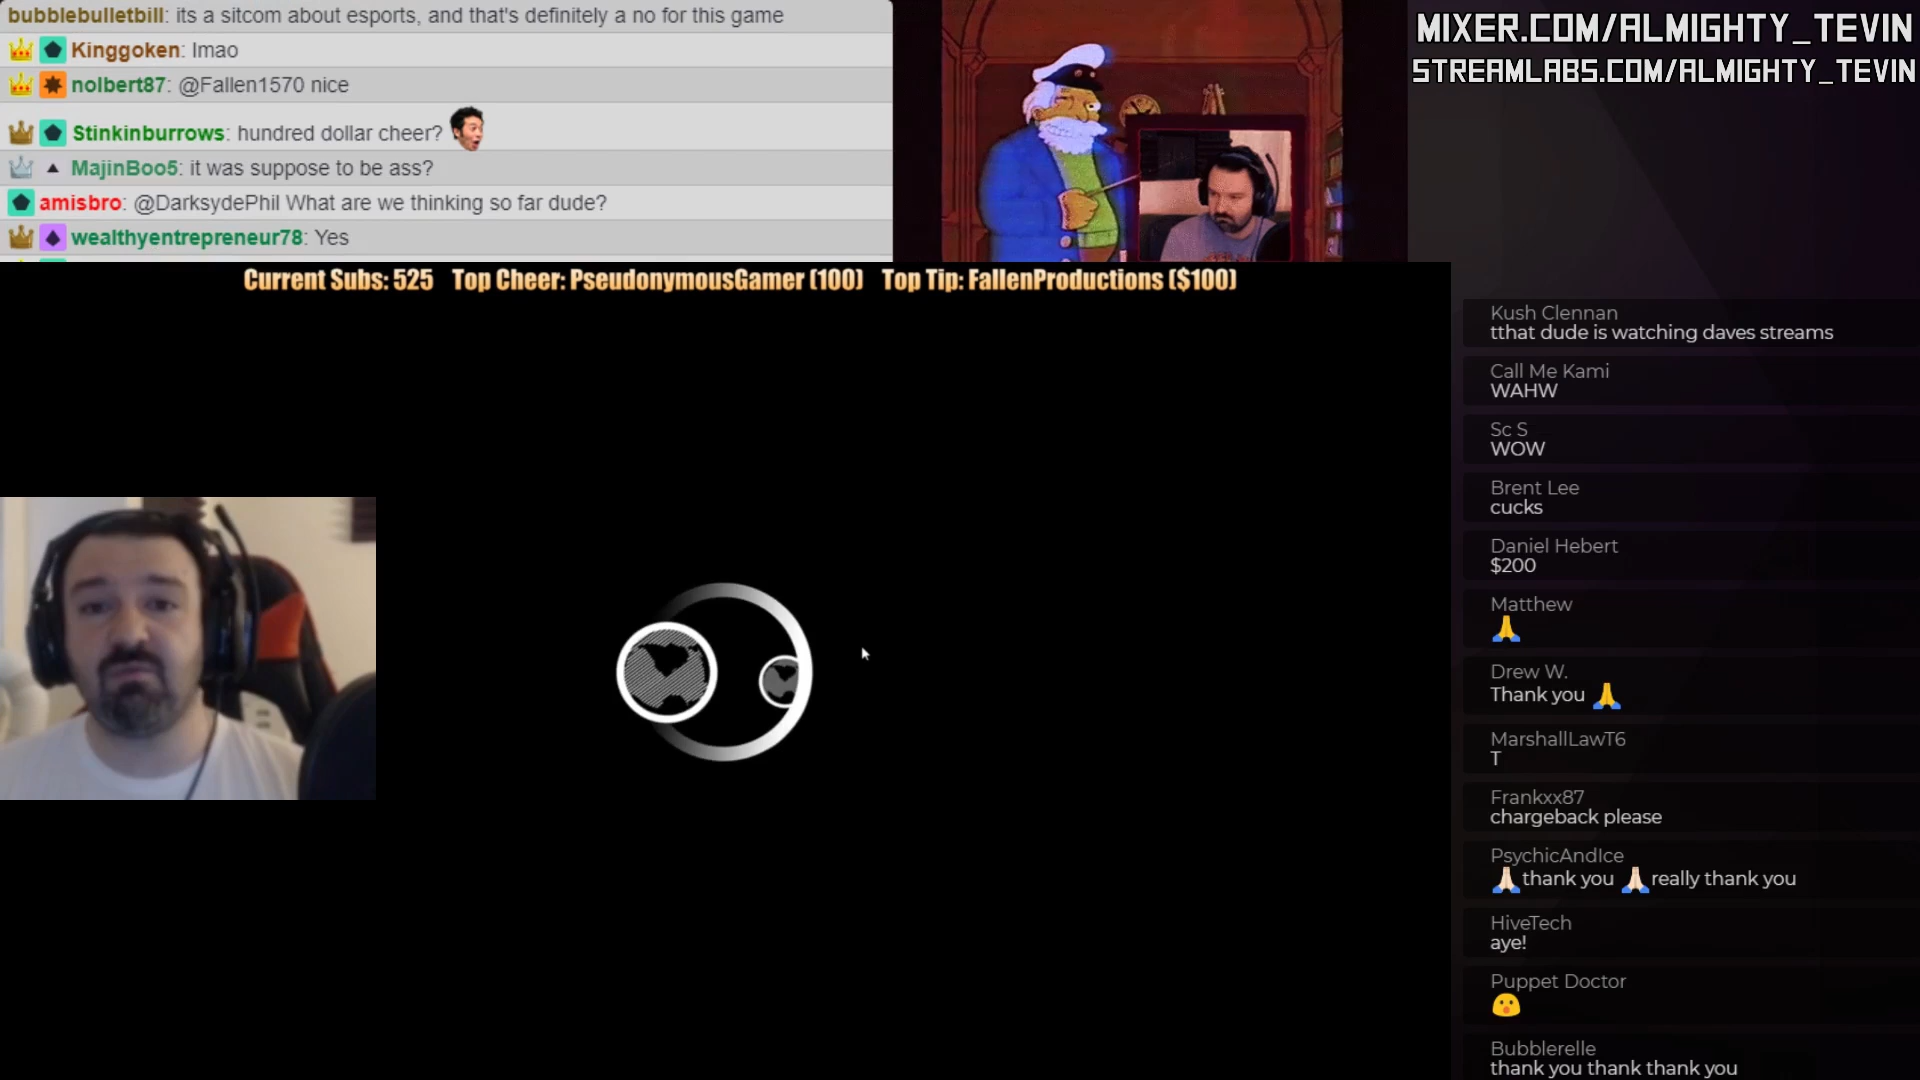 bubblebulletbill: its a sitcom about esports, and that's definitely a no for this game
Kinggoken: lmao
nolbert87: @Fallen1570 nice
Stinkinburrows: hundred dollar cheer?
MajinBoo5: it was suppose to be ass?
amisbro: @DarksydePhil What are we thinking so far dude?
wealthyentrepreneur78: Yes
MIXER.COM/ALMIGHTY_TEVIN
STREAMLABS.COM/ALMIGHTY_TEVIN
Current Subs: 525 Top Cheer: PseudonymousGamer (100) Top Tip: FallenProductions ($100)
Kush Clennan
tthat dude is watching daves streams
Call Me Kami
WAHW
Sc S
WOW
Brent Lee
cucks
Daniel Hebert
$200
Matthew
🙏
Drew W.
Thank you 🙏
MarshallLawT6
T
Frankxx87
chargeback please
PsychicAndIce
🙏🏻thank you 🙏🏻really thank you
HiveTech
aye!
Puppet Doctor
😮
Bubblerelle
thank you thank thank you